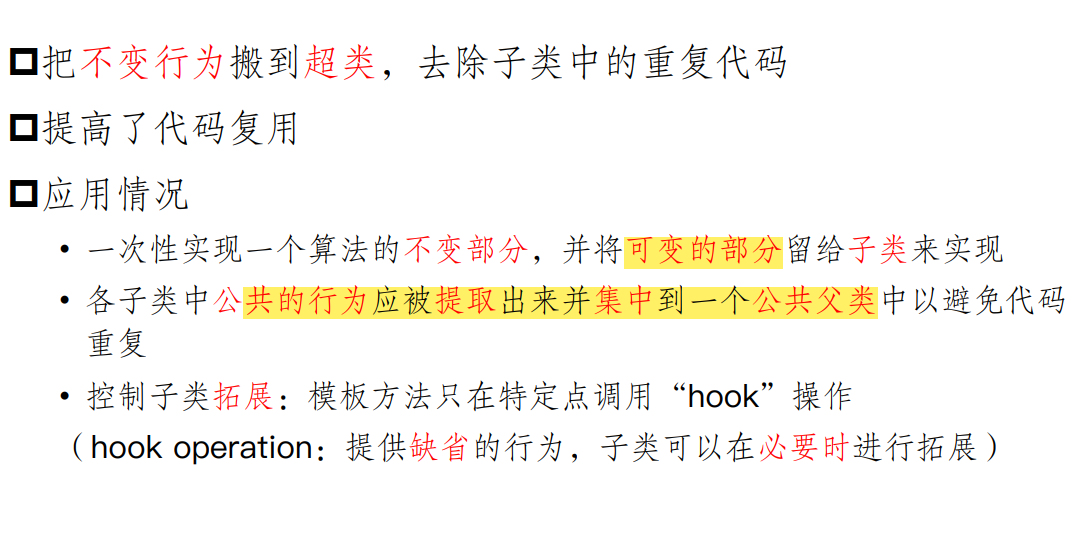 把不变行为搬到超类，去除子类中的重复代码
提高了代码复用
应用情况
• 一次性实现一个算法的不变部分，并将可变的部分留给子类来实现
• 各子类中公共的行为应被提取出来并集中到一个公共父类中以避免代码
重复
• 控制子类拓展：模板方法只在特定点调用“hook”操作
（hook operation：提供缺省的行为，子类可以在必要时进行拓展）